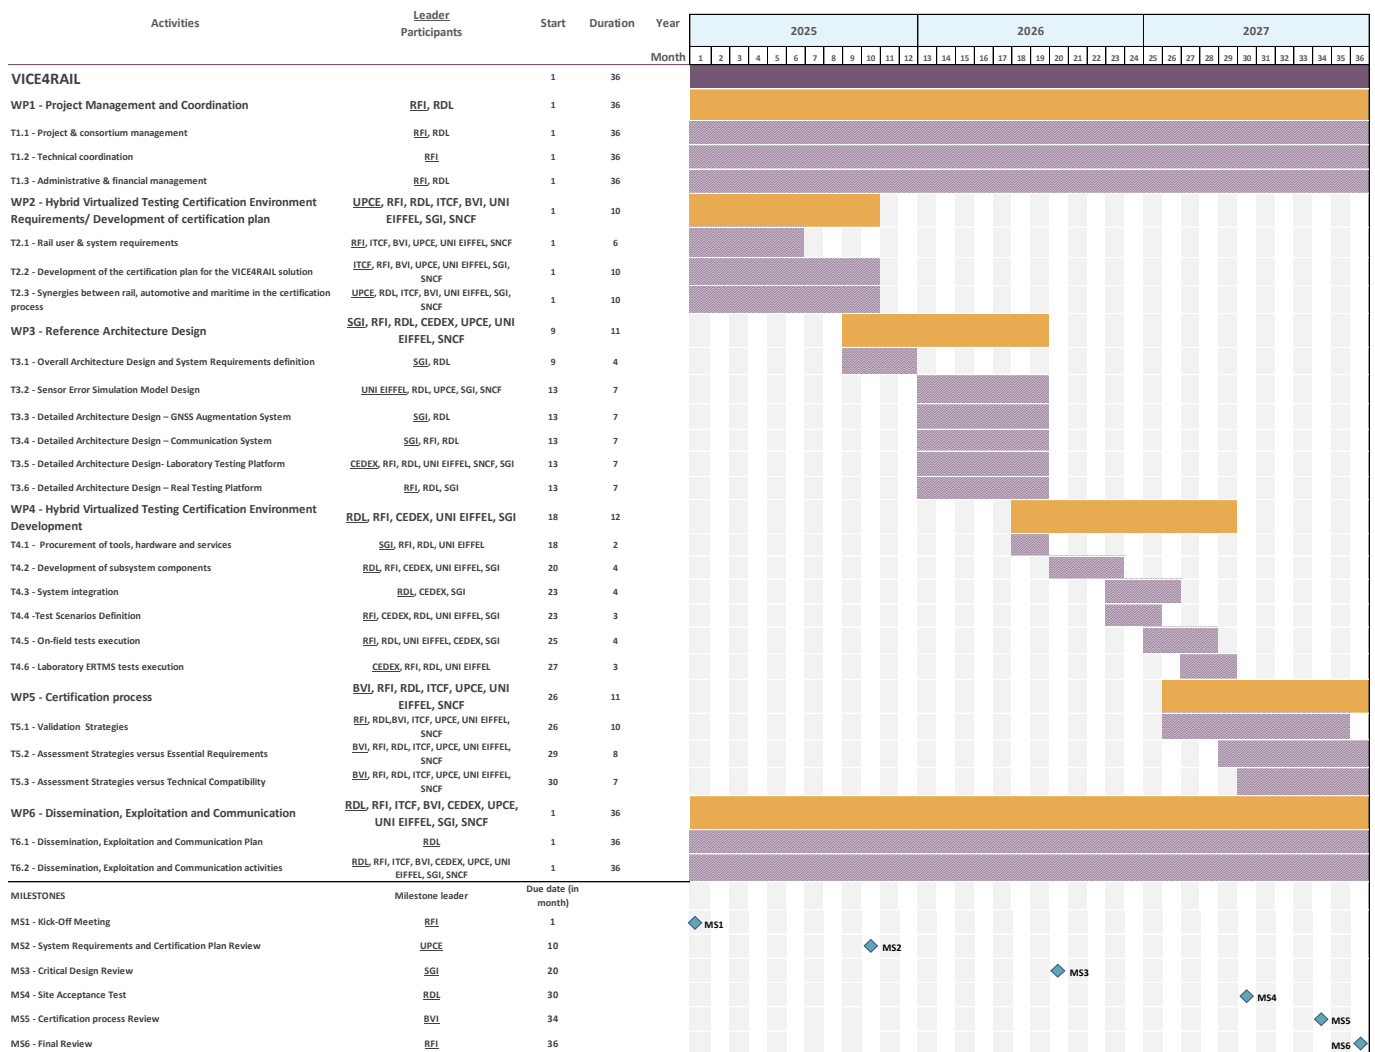 Activities Leader Start Duration Year 2025 2026 2027
Participants
Month 1 2 3 4 5 6 7 8 9 10 11 12 13 14 15 16 17 18 19 20 21 22 23 24 25 26 27 28 29 30 31 32 33 34 35 36
VICE4RAIL 1 36
WP1 - Project Management and Coordination RFI, RDL 1 36
T1.1 - Project & consortium management RFI, RDL 1 36
T1.2 - Technical coordination RFI 1 36
T1.3 - Administrative & financial management RFI, RDL 1 36
WP2 - Hybrid Virtualized Testing Certification Environment UPCE, RFI, RDL, ITCF, BVI, UNI
Requirements/ Development of certification plan EIFFEL, SGI, SNCF 1 10
T2.1 - Rail user & system requirements RFI, ITCF, BVI, UPCE, UNI EIFFEL, SNCF 1 6
T2.2 - Development of the certification plan for the VICE4RAIL solution ITCF, RFI, BVI, UPCE, UNI EIFFEL, SGI, 1 10
SNCF
T2.3 - Synergies between rail, automotive and maritime in the certification UPCE, RDL, ITCF, BVI, UNI EIFFEL, SGI, 1 10
process SNCF
WP3 - Reference Architecture Design SGI, RFI, RDL, CEDEX, UPCE, UNI 9 11
EIFFEL, SNCF
T3.1 - Overall Architecture Design and System Requirements definition SGI, RDL 9 4
T3.2 - Sensor Error Simulation Model Design UNI EIFFEL, RDL, UPCE, SGI, SNCF 13 7
T3.3 - Detailed Architecture Design – GNSS Augmentation System SGI, RDL 13 7
T3.4 - Detailed Architecture Design – Communication System SGI, RFI, RDL 13 7
T3.5 - Detailed Architecture Design- Laboratory Testing Platform CEDEX, RFI, RDL, UNI EIFFEL, SNCF, SGI 13 7
T3.6 - Detailed Architecture Design – Real Testing Platform RFI, RDL, SGI 13 7
WP4 - Hybrid Virtualized Testing Certification Environment RDL, RFI, CEDEX, UNI EIFFEL, SGI 18 12
Development
T4.1 - Procurement of tools, hardware and services SGI, RFI, RDL, UNI EIFFEL 18 2
T4.2 - Development of subsystem components RDL, RFI, CEDEX, UNI EIFFEL, SGI 20 4
T4.3 - System integration RDL, CEDEX, SGI 23 4
T4.4 -Test Scenarios Definition RFI, CEDEX, RDL, UNI EIFFEL, SGI 23 3
T4.5 - On-field tests execution RFI, RDL, UNI EIFFEL, CEDEX, SGI 25 4
T4.6 - Laboratory ERTMS tests execution CEDEX, RFI, RDL, UNI EIFFEL 27 3
WP5 - Certification process BVI, RFI, RDL, ITCF, UPCE, UNI 26 11
EIFFEL, SNCF
T5.1 - Validation Strategies RFI, RDL,BVI, ITCF, UPCE, UNI EIFFEL, 26 10
SNCF
T5.2 - Assessment Strategies versus Essential Requirements BVI, RFI, RDL, ITCF, UPCE, UNI EIFFEL, 29 8
SNCF
T5.3 - Assessment Strategies versus Technical Compatibility BVI, RFI, RDL, ITCF, UPCE, UNI EIFFEL, 30 7
SNCF
WP6 - Dissemination, Exploitation and Communication RDL, RFI, ITCF, BVI, CEDEX, UPCE, 1 36
UNI EIFFEL, SGI, SNCF
T6.1 - Dissemination, Exploitation and Communication Plan RDL 1 36
T6.2 - Dissemination, Exploitation and Communication activities RDL, RFI, ITCF, BVI, CEDEX, UPCE, UNI 1 36
EIFFEL, SGI, SNCF
MILESTONES Milestone leader Due date (in
month)
MS1 - Kick-Off Meeting RFI 1 MS1
MS2 - System Requirements and Certification Plan Review UPCE 10 MS2
MS3 - Critical Design Review SGI 20 MS3
MS4 - Site Acceptance Test RDL 30 MS4
MS5 - Certification process Review BVI 34 MS5
MS6 - Final Review RFI 36 MS6